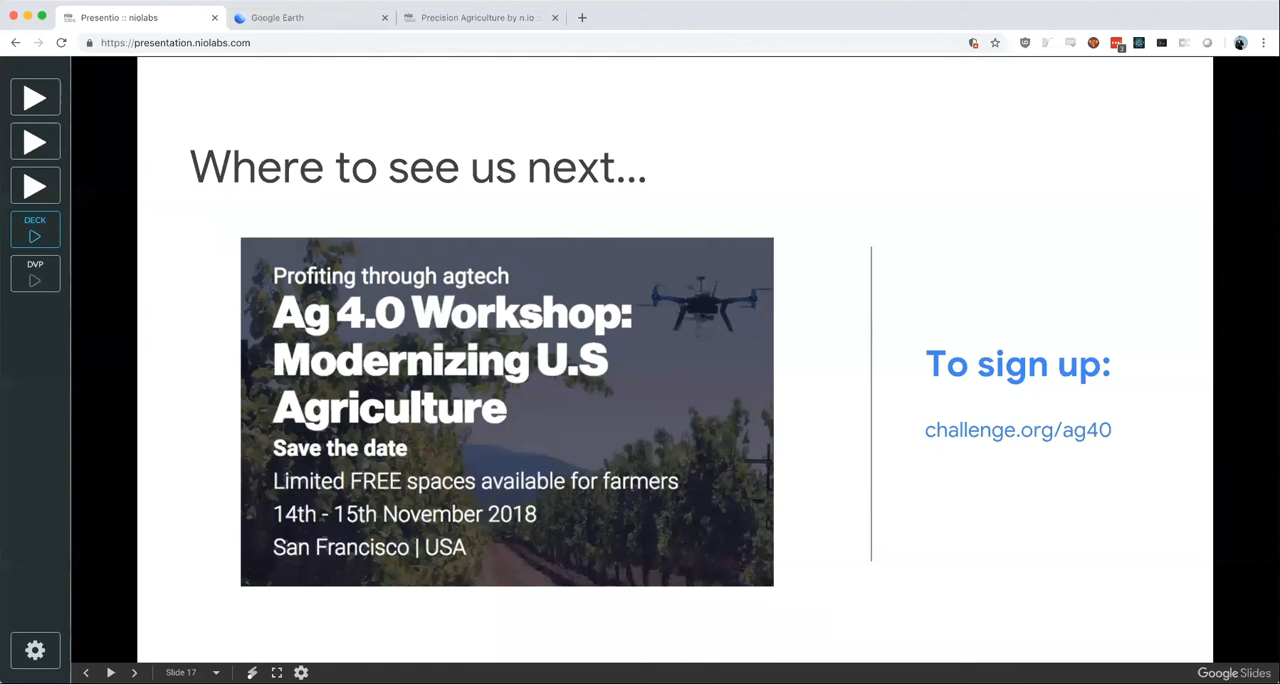 Presentio :: niolabs
Google Earth
Precision Agriculture by n.io ::
https://presentation.niolabs.com
3
DECK
DVP
Where to see us next...
Profiting through agtech
Ag 4.0 Workshop:
Modernizing U.S
Agriculture
Save the date
Limited FREE spaces available for farmers
14th - 15th November 2018
San Francisco | USA
To sign up:
challenge.org/ag40
Slide 17
Google Slides